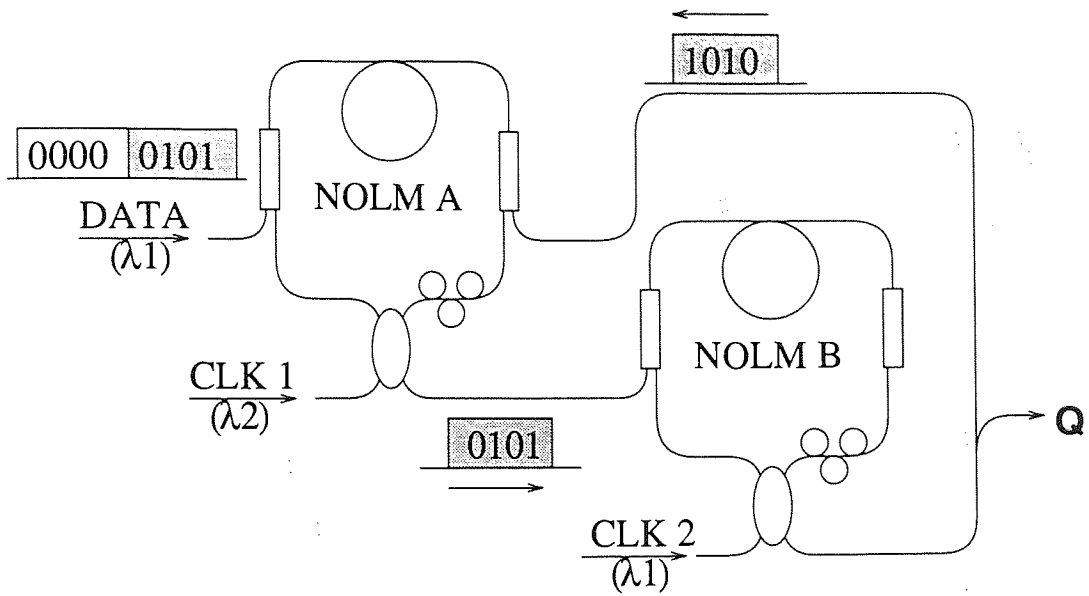 1010
0000 0101
NOLM A
DATA
(λ1)
NOLM B
CLK 1
(λ2)
Q
0101
CLK 2
(λ1)